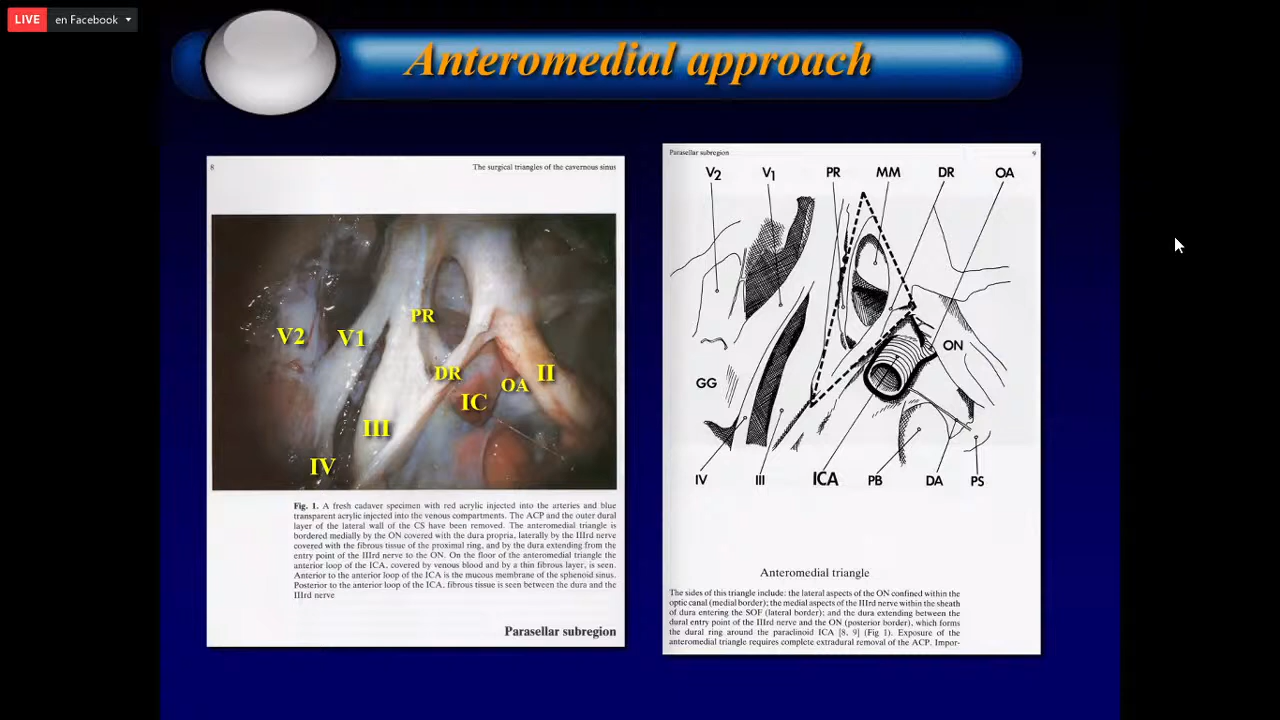 LIVE en Facebook
Anteromedial approach
8 The surgical triangles of the cavernous sinus
V2 V1 PR DR IC OA II
III
IV
Fig. 1. A fresh cadaver specimen with red acrylic injected into the arteries and blue
transparent acrylic injected into the venous compartments. The ACP and the outer dural
layer of the lateral wall of the CS have been removed. The anteromedial triangle is
bordered medially by the ON covered with the dura propria, laterally by the IIIrd nerve
covered with the fibrous tissue of the proximal ring, and by the dura extending from the
entry point of the IIIrd nerve to the ON. On the floor of the anteromedial triangle the
anterior loop of the ICA, covered by venous blood and by a thin fibrous layer, is seen.
Anterior to the anterior loop of the ICA is the mucous membrane of the sphenoid sinus.
Posterior to the anterior loop of the ICA, fibrous tissue is seen between the dura and the
IIIrd nerve
Parasellar subregion
Parasellar subregion 9
V2 V1 PR MM DR OA
ON
GG
IV III ICA PB DA PS
Anteromedial triangle
The sides of this triangle include: the lateral aspects of the ON confined within the
optic canal (medial border); the medial aspects of the IIIrd nerve within the sheath
of dura entering the SOF (lateral border); and the dura extending between the
dural entry point of the IIIrd nerve and the ON (posterior border), which forms
the dural ring around the paraclinoid ICA [8, 9] (Fig 1). Exposure of the
anteromedial triangle requires complete extradural removal of the ACP. Impor-